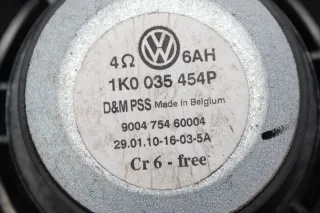 4Ω VW 6AH
1K0 035 454P
D&M PSS Made in Belgium
9004 754 60004
29.01.10-16-03-5A
Cr 6 - free